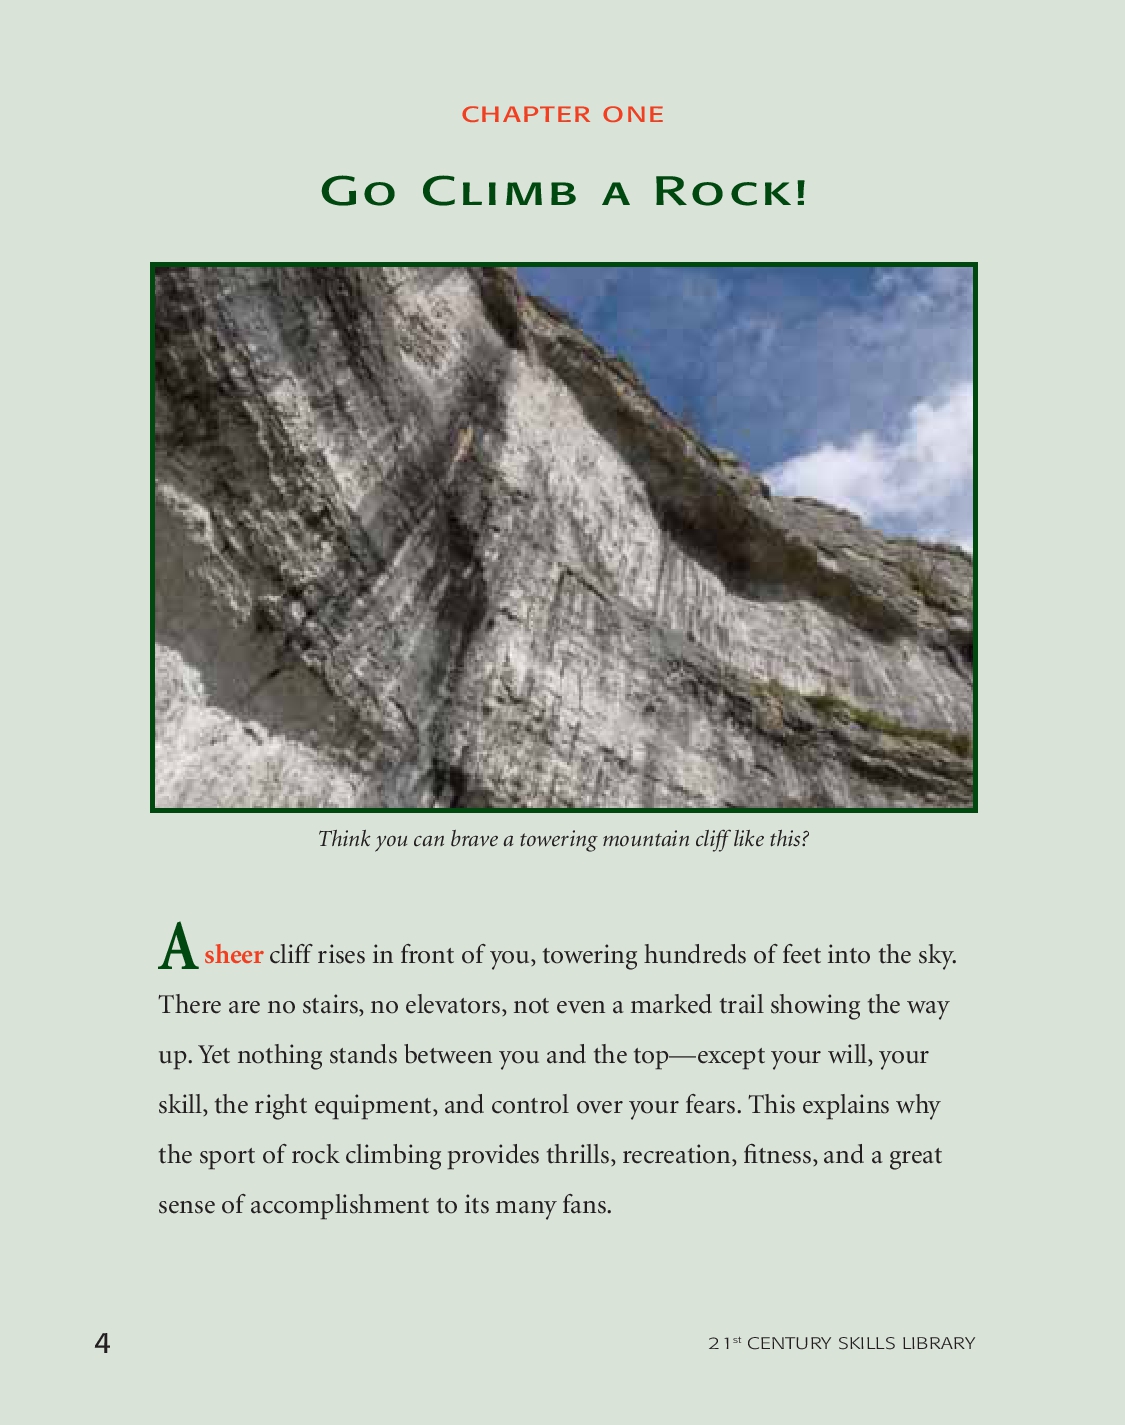 CHAPTER ONE
Go Climb a Rock!
Think you can brave a towering mountain cliff like this?
A sheer cliff rises in front of you, towering hundreds of feet into the sky.
There are no stairs, no elevators, not even a marked trail showing the way
up. Yet nothing stands between you and the top—except your will, your
skill, the right equipment, and control over your fears. This explains why
the sport of rock climbing provides thrills, recreation, fitness, and a great
sense of accomplishment to its many fans.
4
21st CENTURY SKILLS LIBRARY